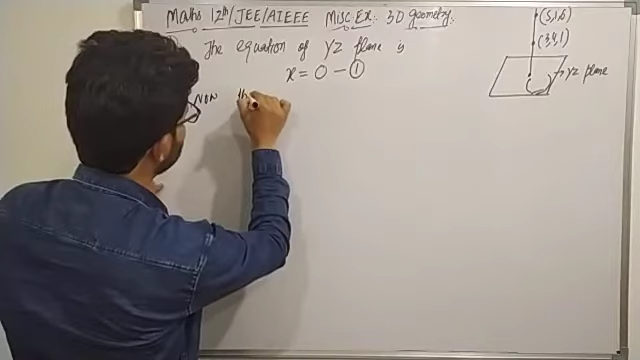 Maths 12th/JEE/AIEEE Misc. Ex. 3D geometry.
The equation of YZ plane is
x = 0 — ①
Now th
(5,1,6)
(3,4,1)
YZ plane